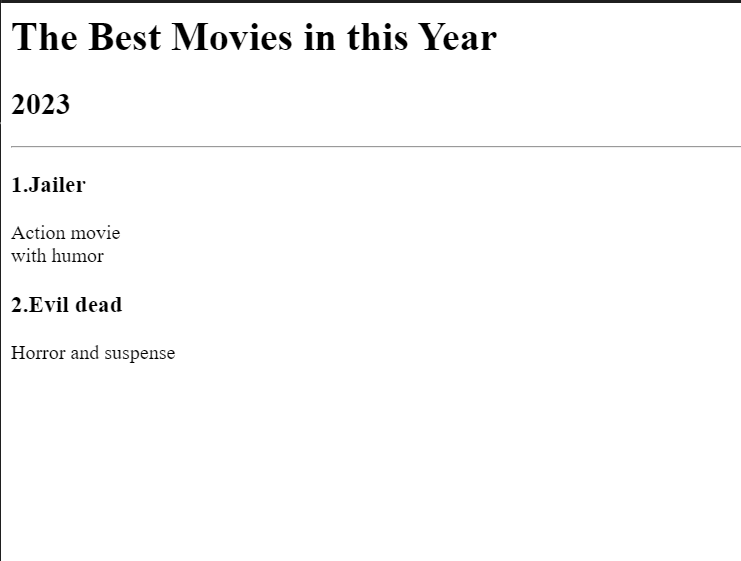 The Best Movies in this Year
2023
1.Jailer
Action movie
with humor
2.Evil dead
Horror and suspense